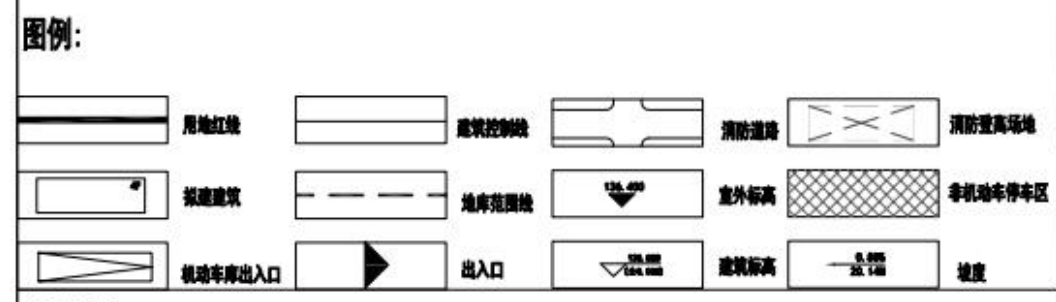 图例:
用地红线 建筑控制线 消防道路 消防登高场地
拟建建筑 地库范围线 室外标高 非机动车停车区
机动车库出入口 出入口 建筑标高 坡度